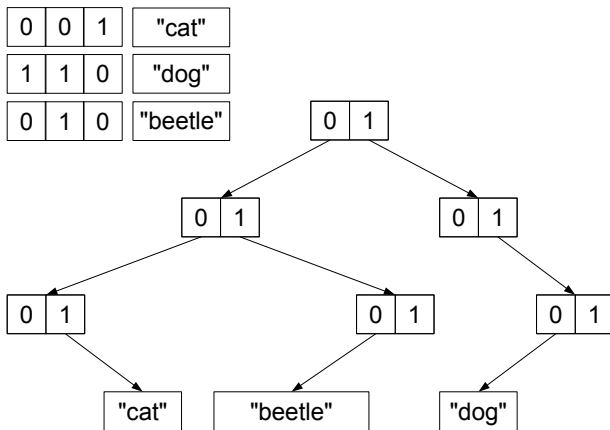 0 0 1 "cat"
1 1 0 "dog"
0 1 0 "beetle"
0 1
0 1 0 1
0 1 0 1 0 1
"cat" "beetle" "dog"